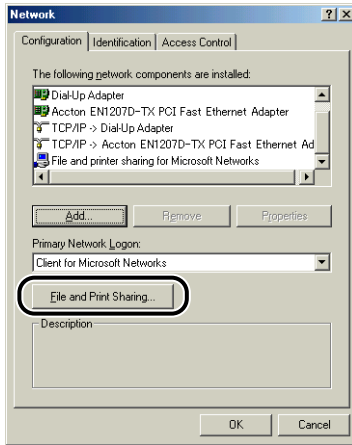 Network
Configuration Identification Access Control
The following network components are installed:
Dial-Up Adapter
Accton EN1207D-TX PCI Fast Ethernet Adapter
TCP/IP -> Dial-Up Adapter
TCP/IP -> Accton EN1207D-TX PCI Fast Ethernet Ad
File and printer sharing for Microsoft Networks
Add... Remove Properties
Primary Network Logon:
Client for Microsoft Networks
File and Print Sharing...
Description
OK Cancel